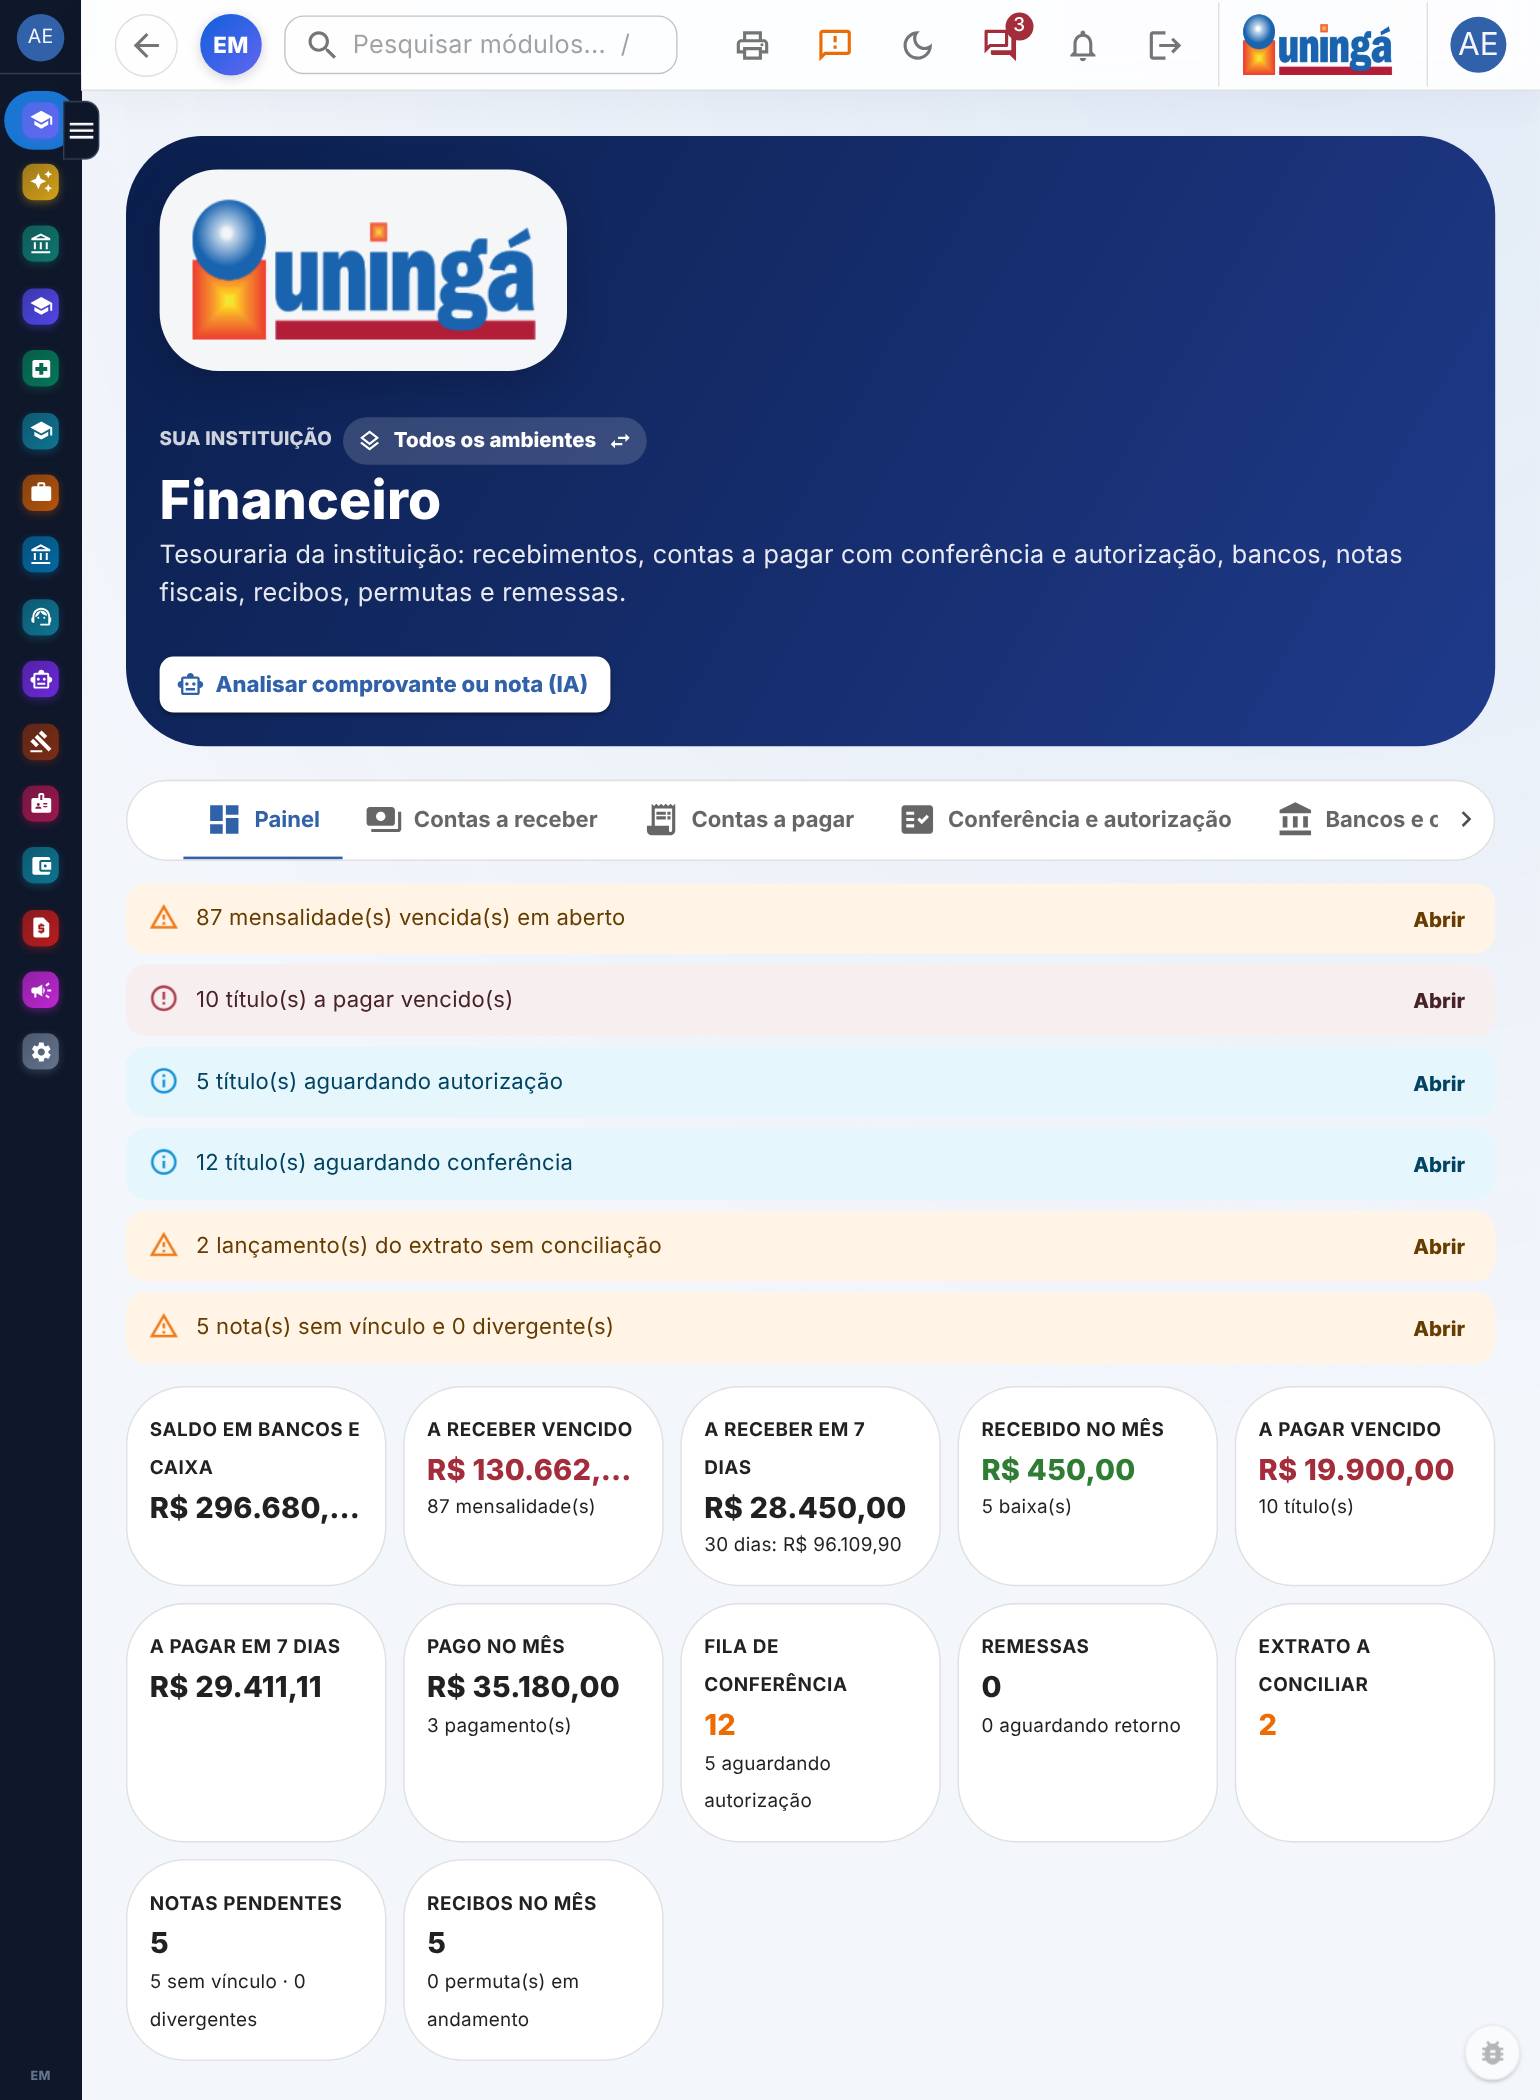 AE
EM
Pesquisar módulos... /
3
uningá
AE
uningá
SUA INSTITUIÇÃO
Todos os ambientes
Financeiro
Tesouraria da instituição: recebimentos, contas a pagar com conferência e autorização, bancos, notas
fiscais, recibos, permutas e remessas.
Analisar comprovante ou nota (IA)
Painel
Contas a receber
Contas a pagar
Conferência e autorização
Bancos e c
87 mensalidade(s) vencida(s) em aberto
Abrir
10 título(s) a pagar vencido(s)
Abrir
5 título(s) aguardando autorização
Abrir
12 título(s) aguardando conferência
Abrir
2 lançamento(s) do extrato sem conciliação
Abrir
5 nota(s) sem vínculo e 0 divergente(s)
Abrir
SALDO EM BANCOS E
CAIXA
R$ 296.680,...
A RECEBER VENCIDO
R$ 130.662,...
87 mensalidade(s)
A RECEBER EM 7
DIAS
R$ 28.450,00
30 dias: R$ 96.109,90
RECEBIDO NO MÊS
R$ 450,00
5 baixa(s)
A PAGAR VENCIDO
R$ 19.900,00
10 título(s)
A PAGAR EM 7 DIAS
R$ 29.411,11
PAGO NO MÊS
R$ 35.180,00
3 pagamento(s)
FILA DE
CONFERÊNCIA
12
5 aguardando
autorização
REMESSAS
0
0 aguardando retorno
EXTRATO A
CONCILIAR
2
NOTAS PENDENTES
5
5 sem vínculo · 0
divergentes
RECIBOS NO MÊS
5
0 permuta(s) em
andamento
EM